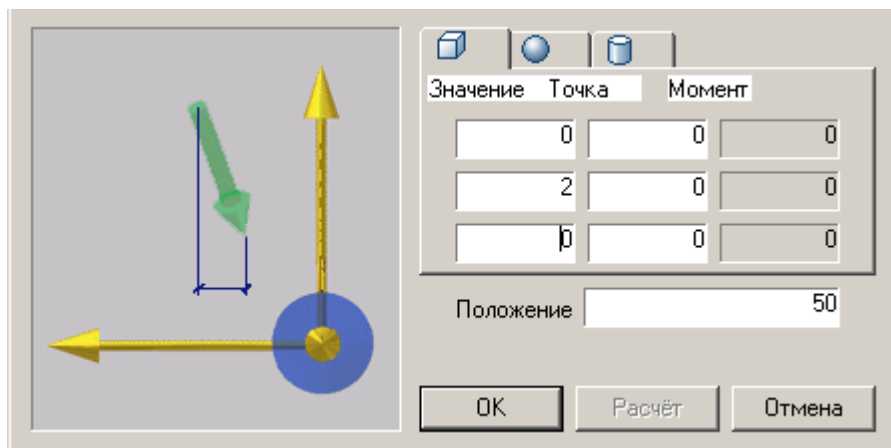 Значение Точка Момент
0 0 0
2 0 0
0 0 0
Положение 50
OK Расчёт Отмена